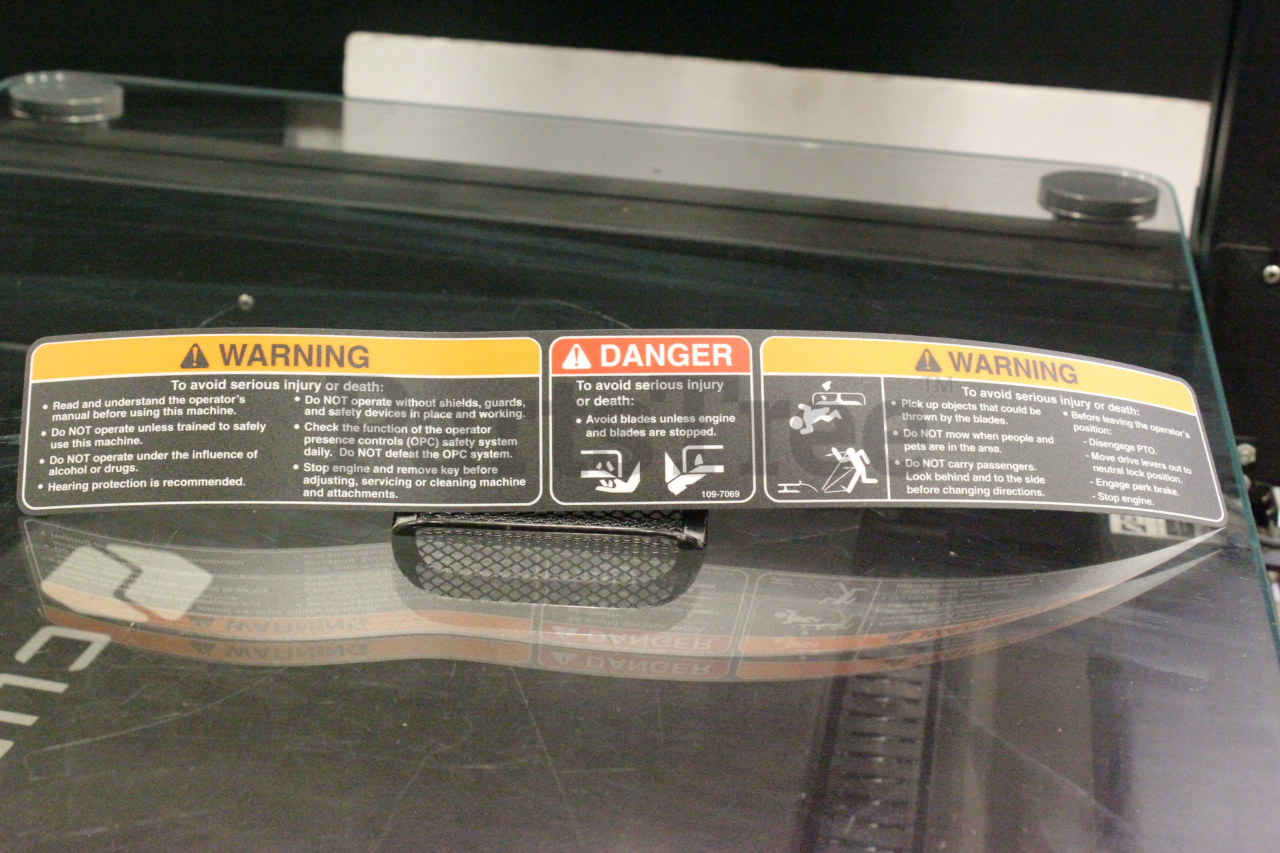 WARNING
To avoid serious injury or death:
• Read and understand the operator's
manual before using this machine.
• Do NOT operate unless trained to safely
use this machine.
• Do NOT operate under the influence of
alcohol or drugs.
• Hearing protection is recommended.
• Do NOT operate without shields, guards,
and safety devices in place and working.
• Check the function of the operator
presence controls (OPC) safety system
daily. Do NOT defeat the OPC system.
• Stop engine and remove key before
adjusting, servicing or cleaning machine
and attachments.
DANGER
To avoid serious injury
or death:
• Avoid blades unless engine
and blades are stopped.
109-7069
WARNING
To avoid serious injury or death:
• Pick up objects that could be
thrown by the blades.
• Do NOT mow when people and
pets are in the area.
• Do NOT carry passengers.
Look behind and to the side
before changing directions.
• Before leaving the operator's
position:
- Disengage PTO.
- Move drive levers out to
neutral lock position.
- Engage park brake.
- Stop engine.